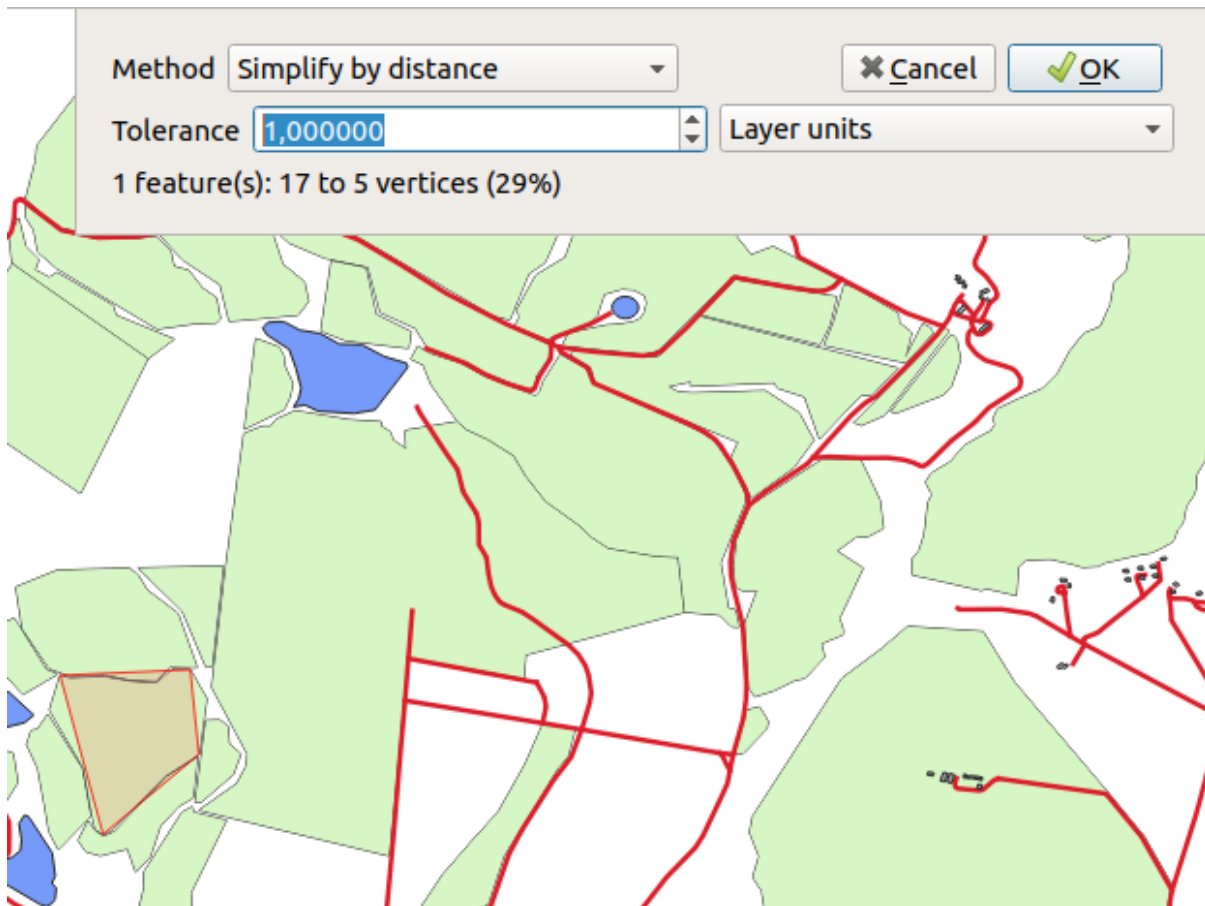 Method Simplify by distance Cancel OK
Tolerance 1,000000 Layer units
1 feature(s): 17 to 5 vertices (29%)